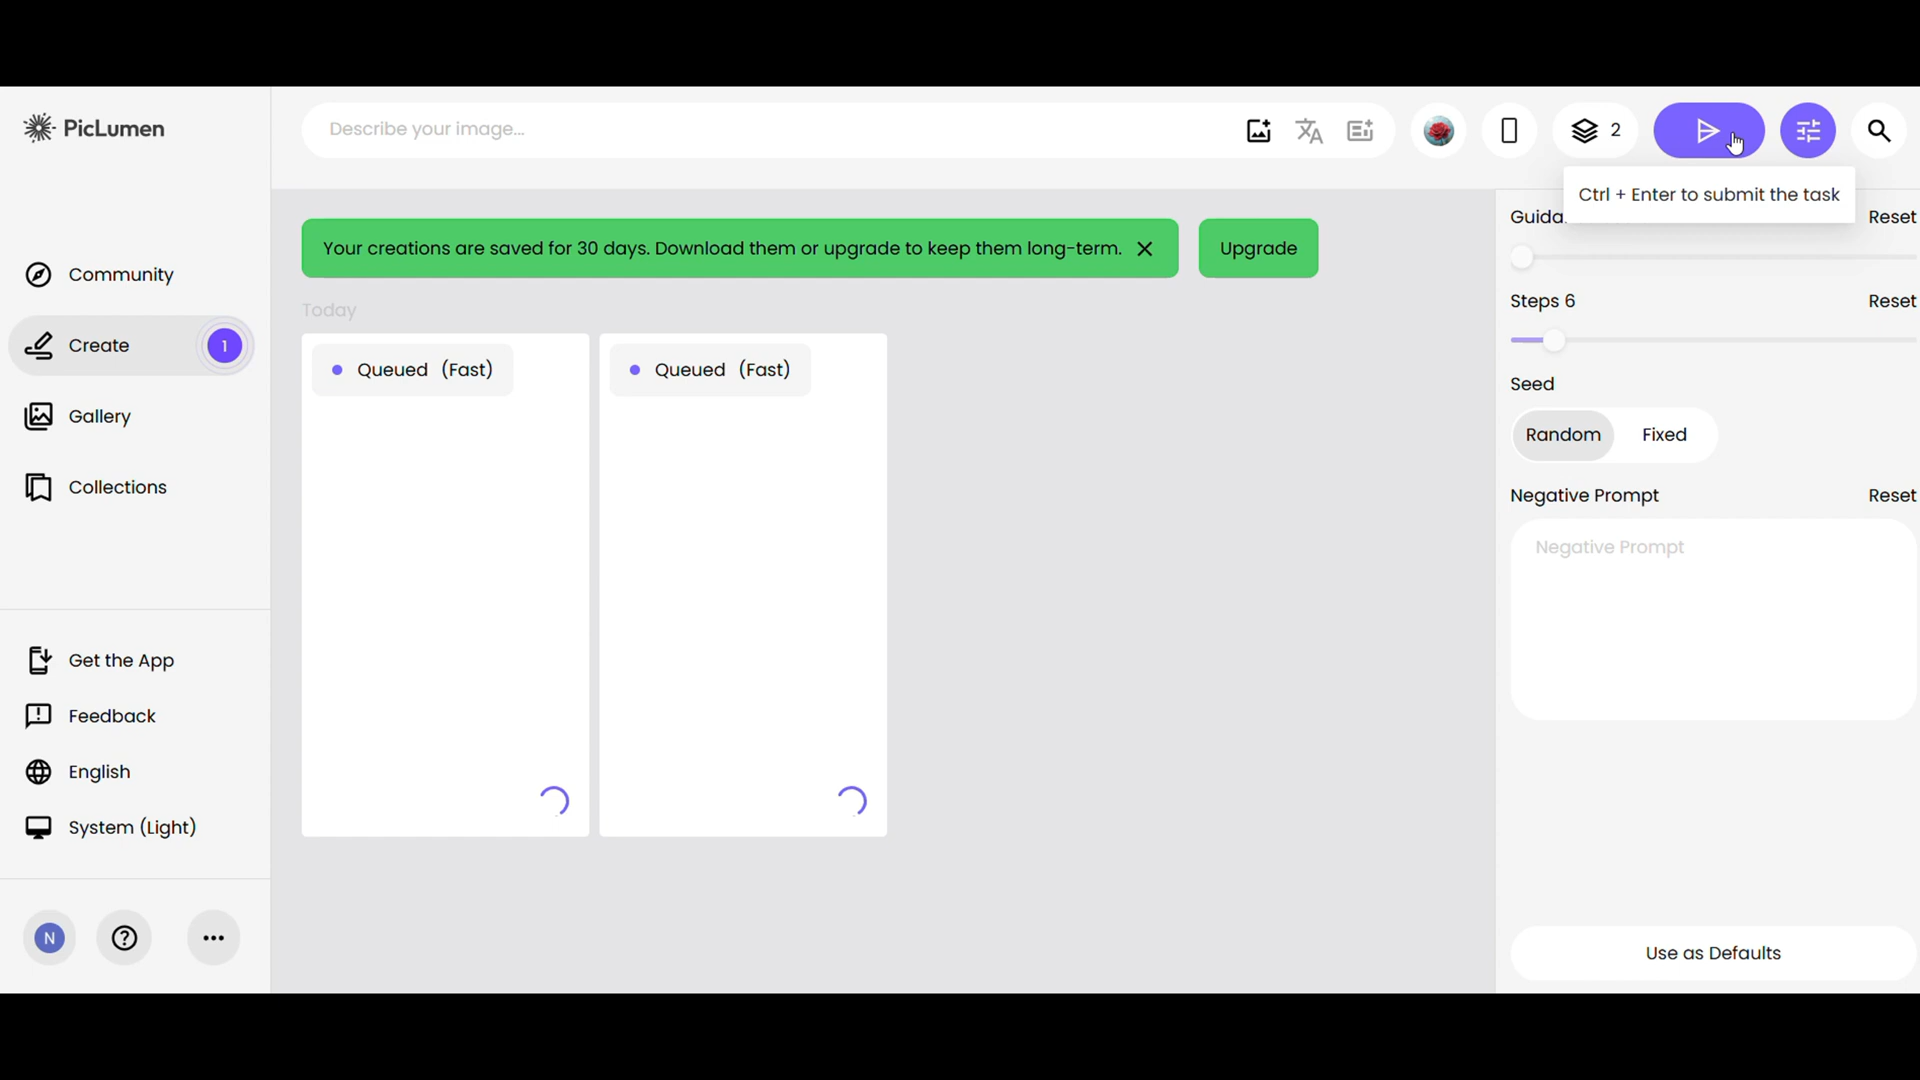 PicLumen
Describe your image...
2
Ctrl + Enter to submit the task
Community
Create
1
Gallery
Collections
Get the App
Feedback
English
System (Light)
N
Your creations are saved for 30 days. Download them or upgrade to keep them long-term.
Upgrade
Today
Queued (Fast)
Queued (Fast)
Guida
Reset
Steps 6
Reset
Seed
Random
Fixed
Negative Prompt
Reset
Negative Prompt
Use as Defaults